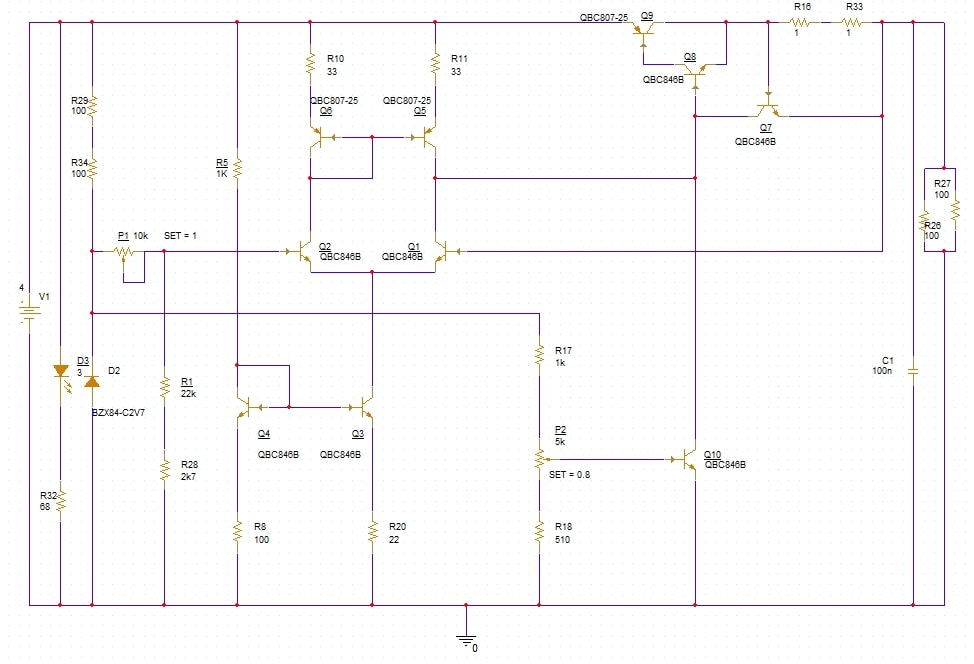 QBC807-25
Q9
R16
1
R33
1
Q8
QBC846B
R10
33
R11
33
R29
100
QBC807-25
Q6
QBC807-25
Q5
Q7
QBC846B
R34
100
R5
1K
R27
100
R26
100
P1 10k
SET = 1
Q2
QBC846B
Q1
QBC846B
4
V1
D3
3
D2
BZX84-C2V7
R1
22k
R17
1k
C1
100n
Q4
QBC846B
Q3
QBC846B
P2
5k
SET = 0.8
Q10
QBC846B
R28
2k7
R32
68
R8
100
R20
22
R18
510
0